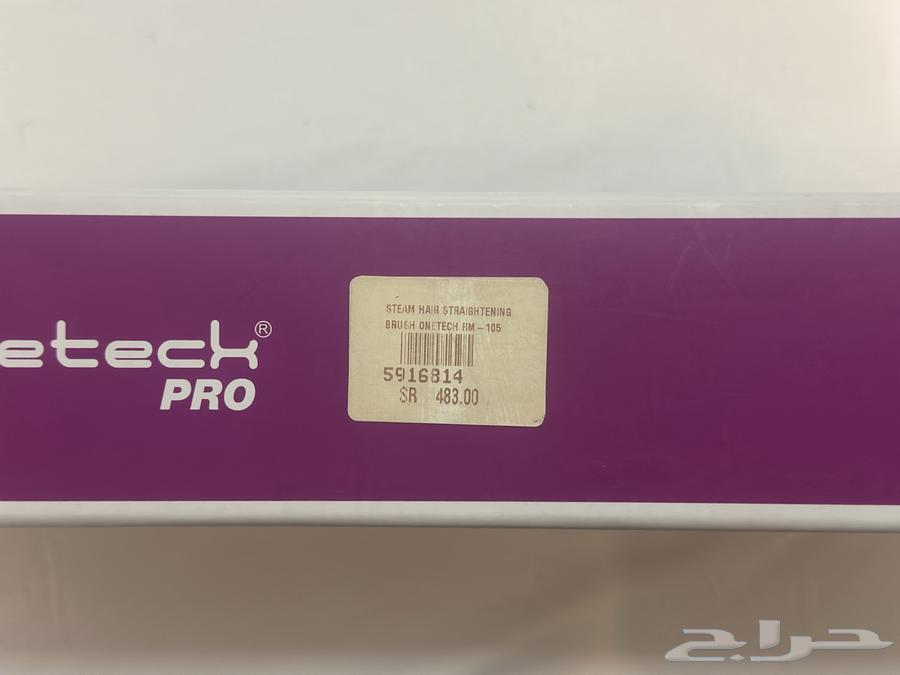 etech®
PRO
STEAM HAIR STRAIGHTENING
BRUSH ONETECH RM-105
5916814
SR 483.00
حراج